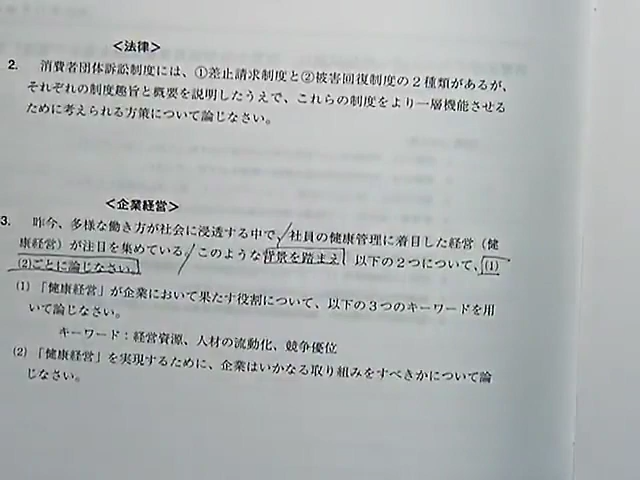 ＜法律＞
2. 消費者団体訴訟制度には、①差止請求制度と②被害回復制度の２種類があるが、
それぞれの制度趣旨と概要を説明したうえで、これらの制度をより一層機能させる
ために考えられる方策について論じなさい。
＜企業経営＞
3. 昨今、多様な働き方が社会に浸透する中で、社員の健康管理に着目した経営（健
康経営）が注目を集めている。このような背景を踏まえ、以下の２つについて、(1)
(2)ごとに論じなさい。
(1) 「健康経営」が企業において果たす役割について、以下の３つのキーワードを用
いて論じなさい。
キーワード：経営資源、人材の流動化、競争優位
(2) 「健康経営」を実現するために、企業はいかなる取り組みをすべきかについて論
じなさい。